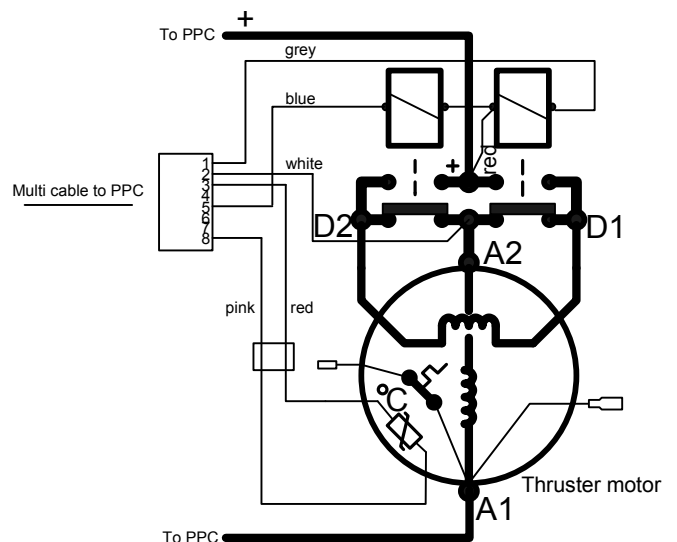 To PPC +
grey
blue
white
red
+
1
2
3
4
5
6
7
8
Multi cable to PPC
D2
D1
A2
pink
red
°C
Thruster motor
A1
To PPC